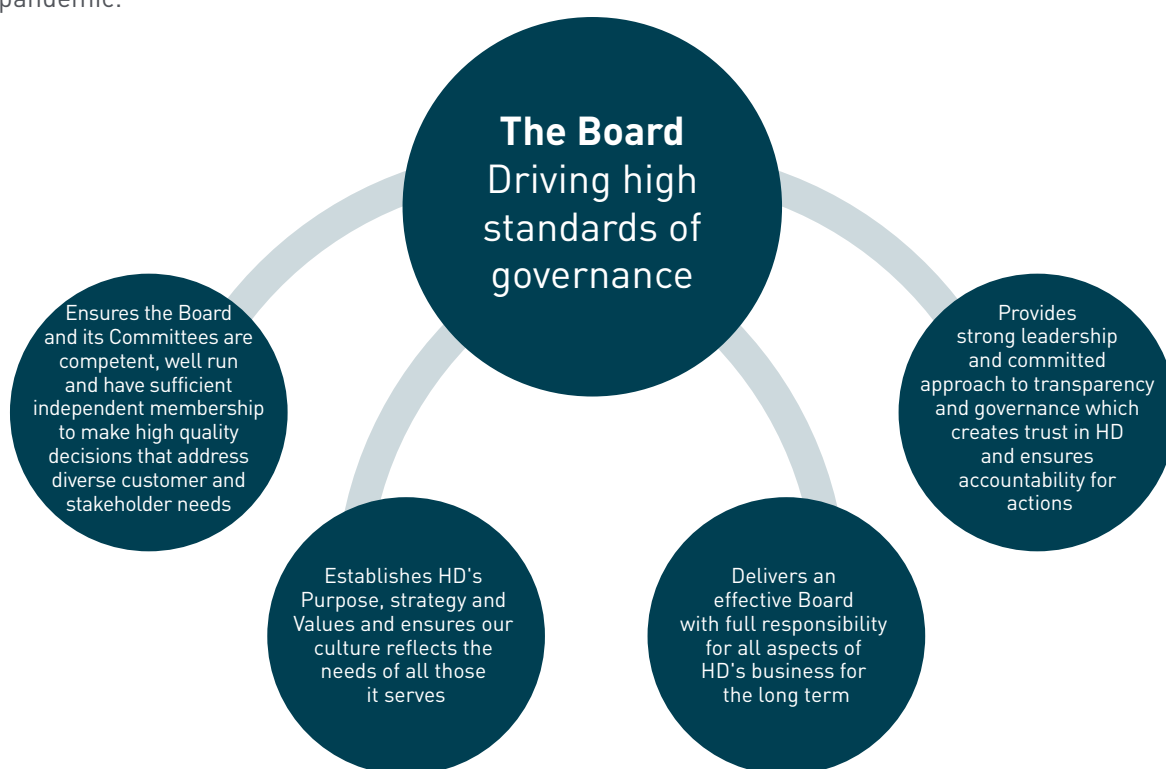 pandemic.
The Board
Driving high
standards of
governance
Ensures the Board
and its Committees are
competent, well run
and have sufficient
independent membership
to make high quality
decisions that address
diverse customer and
stakeholder needs
Establishes HD's
Purpose, strategy and
Values and ensures our
culture reflects the
needs of all those
it serves
Delivers an
effective Board
with full responsibility
for all aspects of
HD's business for
the long term
Provides
strong leadership
and committed
approach to transparency
and governance which
creates trust in HD
and ensures
accountability for
actions